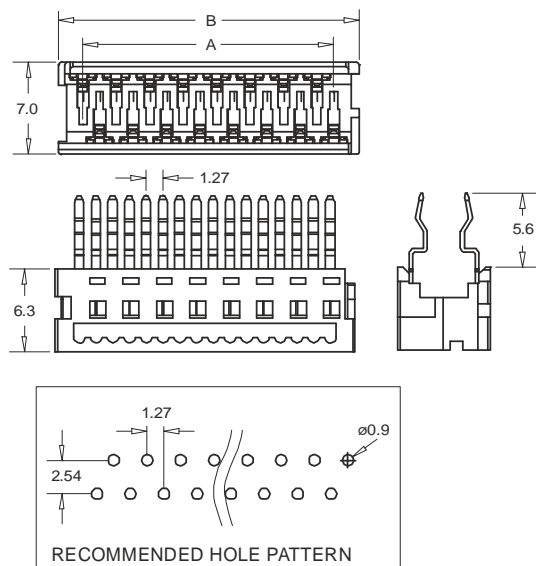 B
A
7.0
1.27
5.6
6.3
1.27
ø0.9
2.54
RECOMMENDED HOLE PATTERN